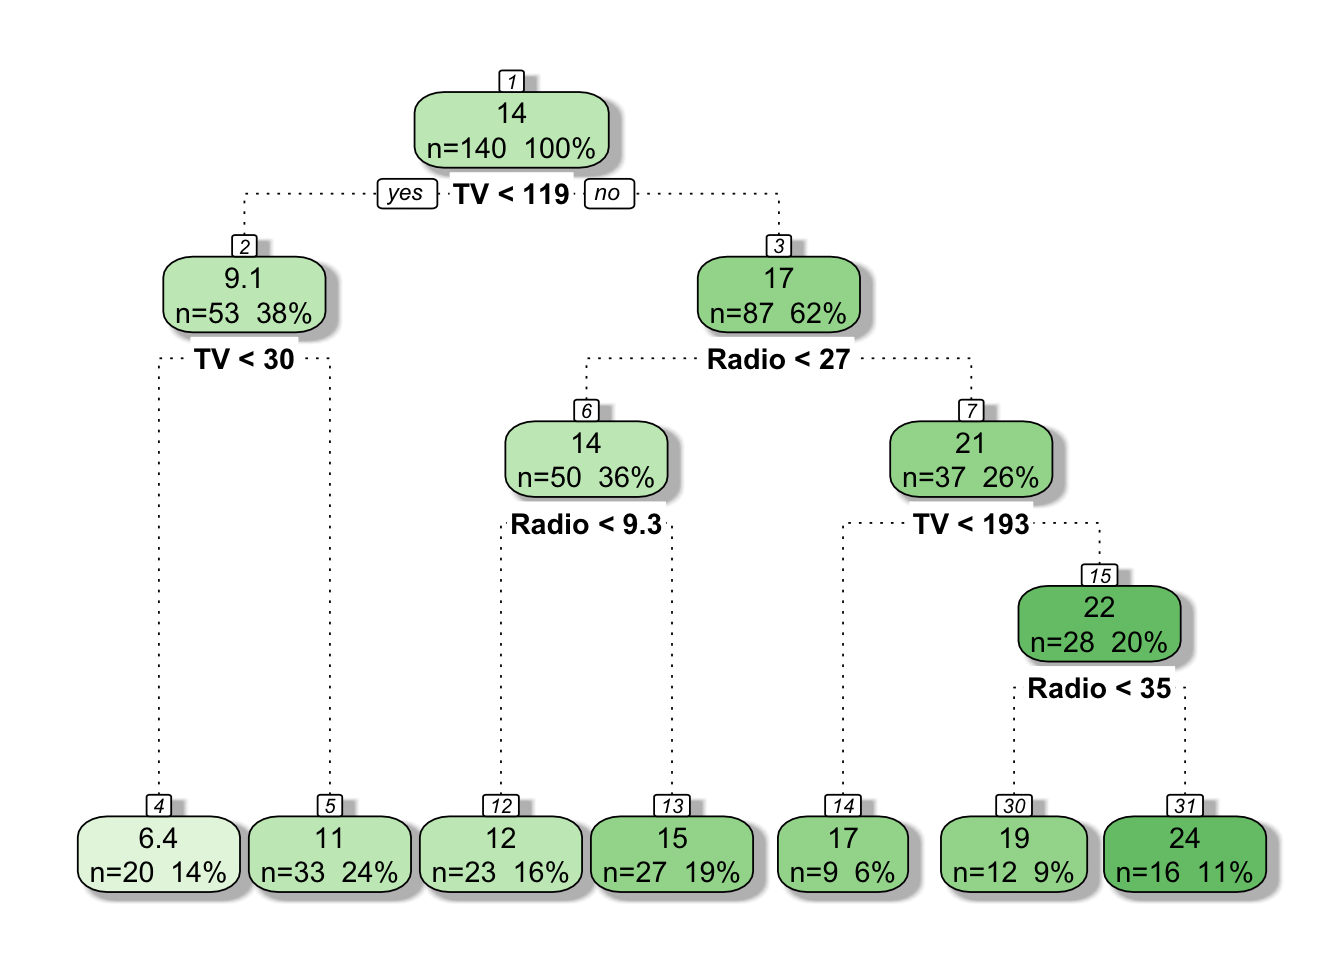 1
14
n=140 100%
yes TV < 119 no
2
9.1
n=53 38%
3
17
n=87 62%
TV < 30
Radio < 27
6
14
n=50 36%
7
21
n=37 26%
Radio < 9.3
TV < 193
15
22
n=28 20%
Radio < 35
4
6.4
n=20 14%
5
11
n=33 24%
12
12
n=23 16%
13
15
n=27 19%
14
17
n=9 6%
30
19
n=12 9%
31
24
n=16 11%